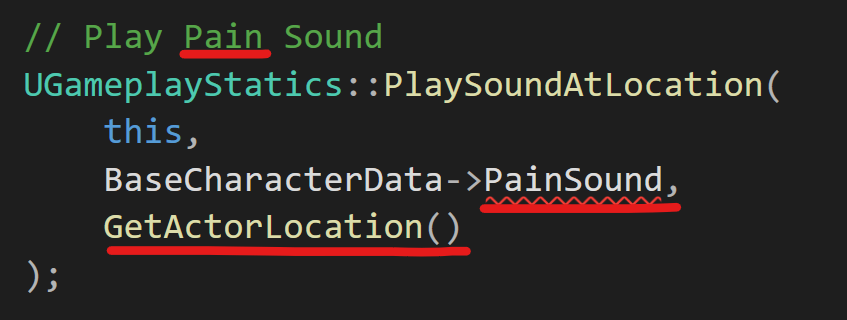 // Play Pain Sound
UGameplayStatics::PlaySoundAtLocation(
this,
BaseCharacterData->PainSound,
GetActorLocation()
);